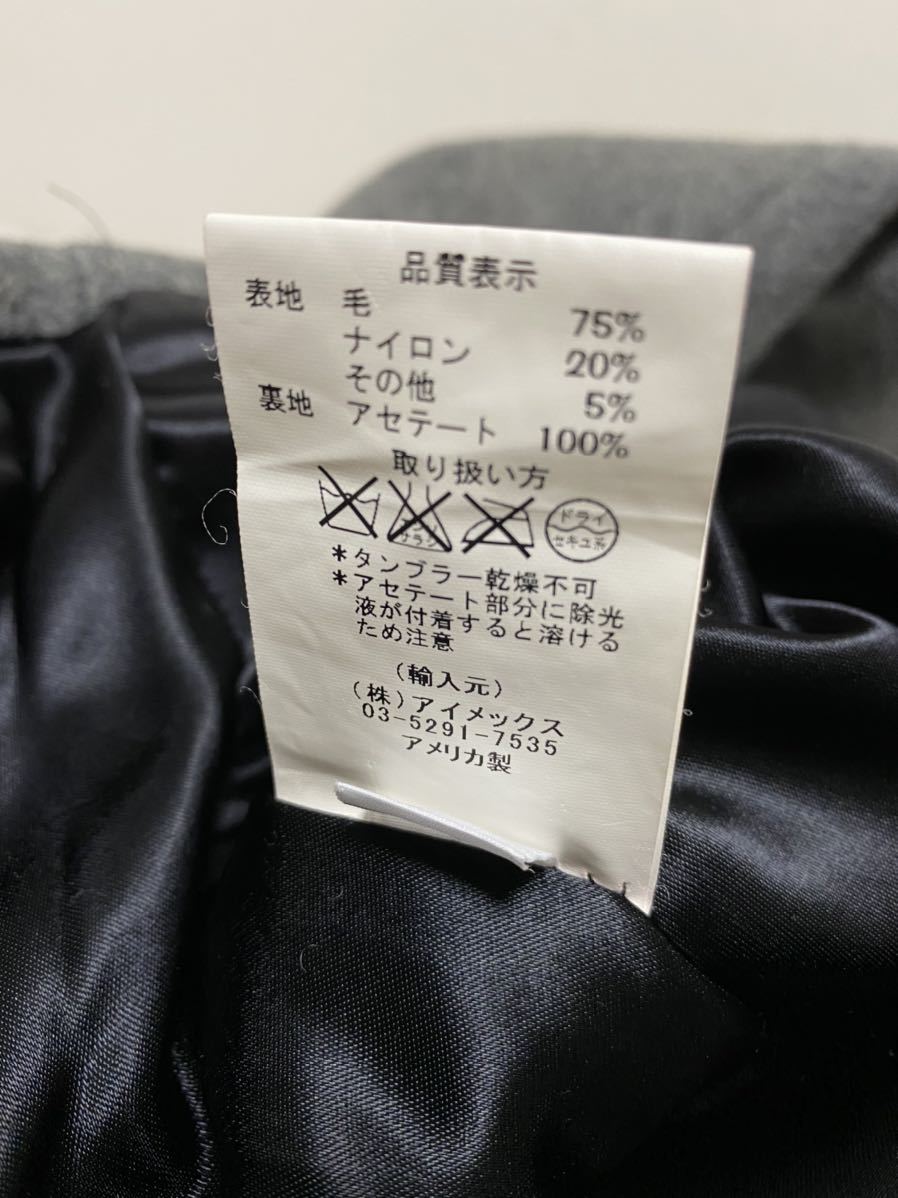 品質表示
表地 毛 75%
ナイロン 20%
その他 5%
裏地 アセテート 100%
取り扱い方
サラシ
ドライ
セキユ系
*タンブラー乾燥不可
*アセテート部分に除光
液が付着すると溶ける
ため注意
(輸入元)
(株)アイメックス
03-5291-7535
アメリカ製